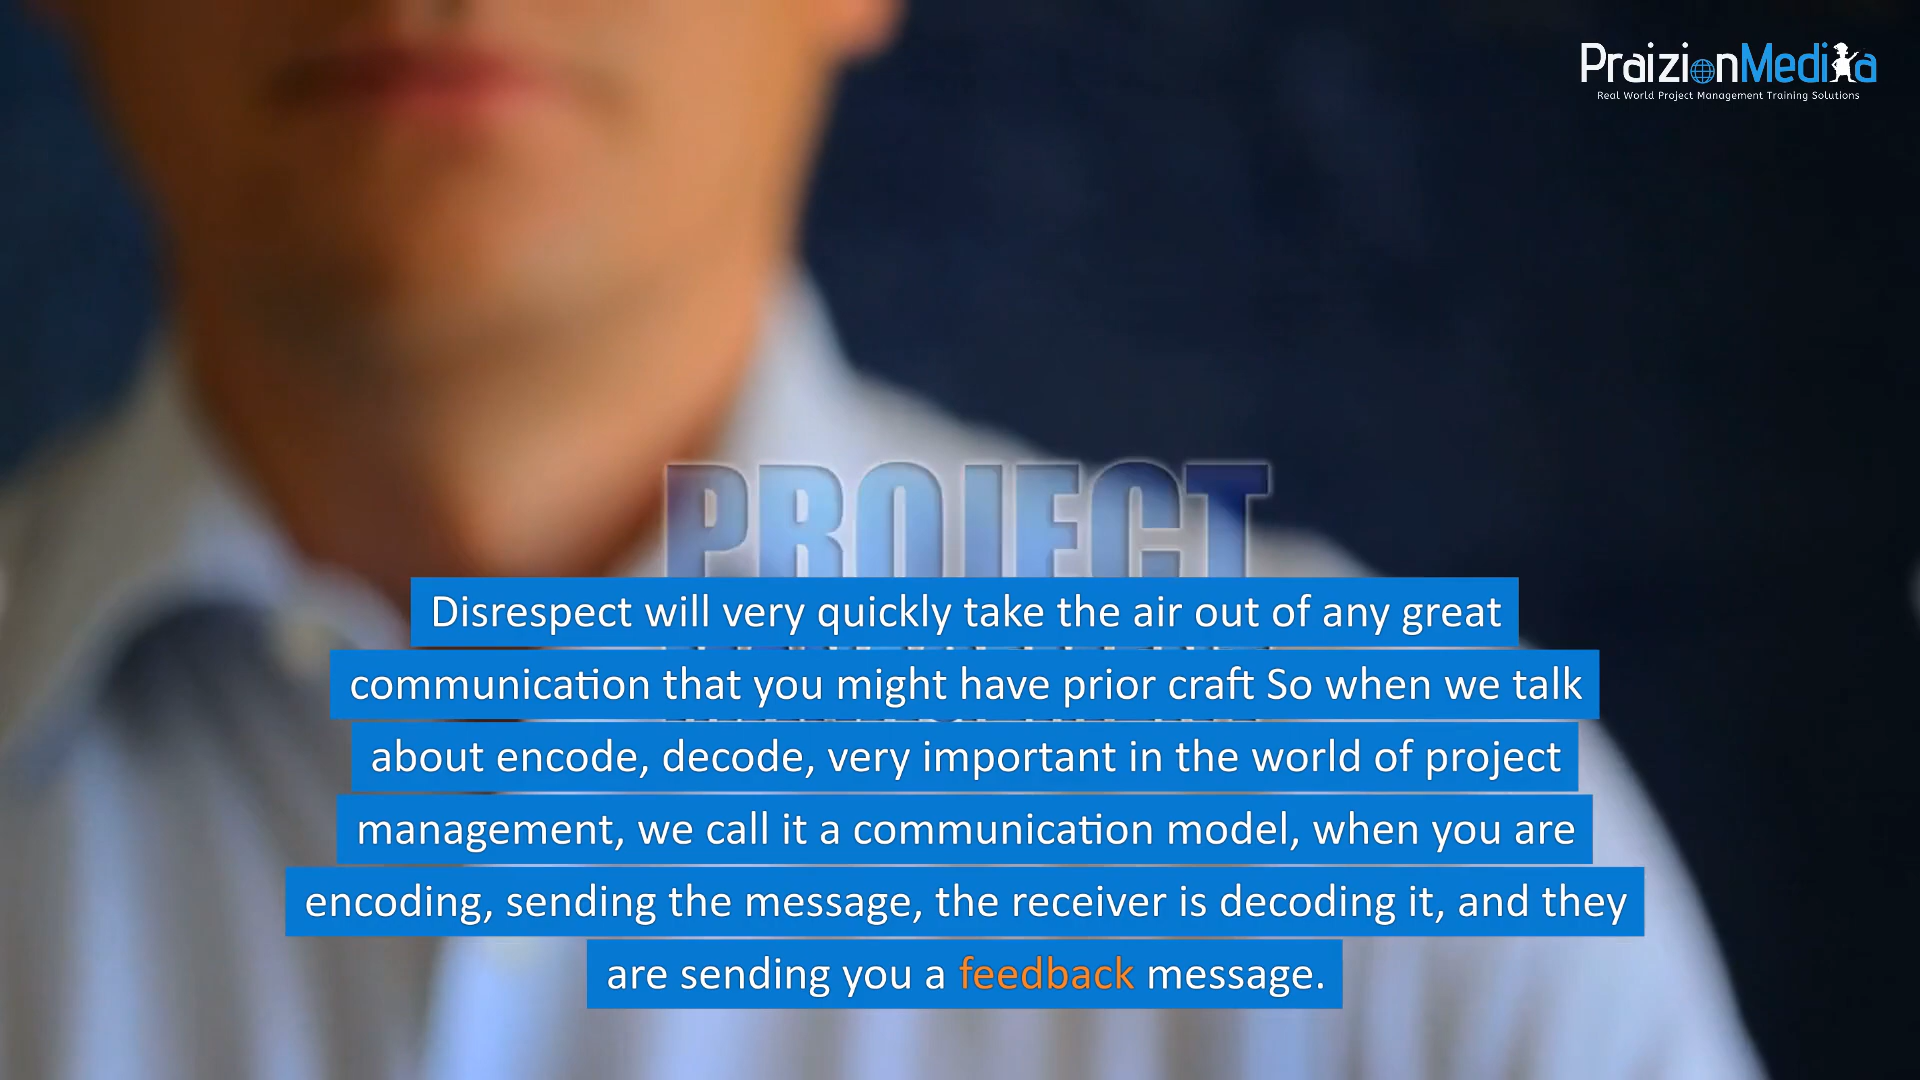 PraizionMedia
Real World Project Management Training Solutions
PROJECT
Disrespect will very quickly take the air out of any great
communication that you might have prior craft So when we talk
about encode, decode, very important in the world of project
management, we call it a communication model, when you are
encoding, sending the message, the receiver is decoding it, and they
are sending you a feedback message.